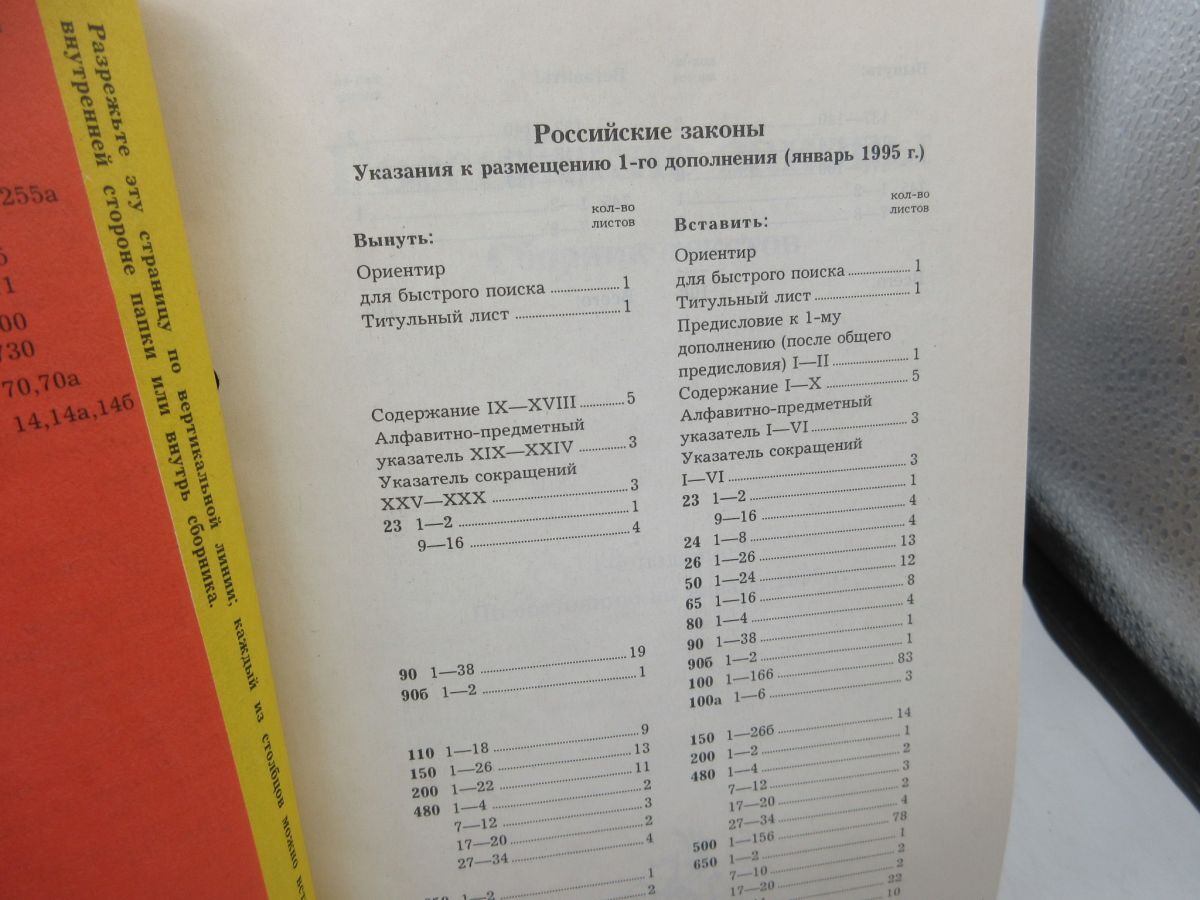 255а
00
730
70,70а
14,14а,14б
Разрежьте эту страницу по вертикальной линии; каждый из столбцов можно
внутренней стороне папки или внутрь сборника.
Российские законы
Указания к размещению 1-го дополнения (январь 1995 г.)
кол-во
листов
Вынуть:
Ориентир
для быстрого поиска ..... 1
Титульный лист ..... 1
Содержание IX—XVIII ..... 5
Алфавитно-предметный
указатель XIX—XXIV ..... 3
Указатель сокращений
XXV—XXX ..... 3
23 1—2 ..... 1
9—16 ..... 4
90 1—38 ..... 19
90б 1—2 ..... 1
110 1—18 ..... 9
150 1—26 ..... 13
200 1—22 ..... 11
480 1—4 ..... 2
7—12 ..... 3
17—20 ..... 2
27—34 ..... 4
1—2 ..... 1
2
кол-во
листов
Вставить:
Ориентир
для быстрого поиска ..... 1
Титульный лист ..... 1
Предисловие к 1-му
дополнению (после общего
предисловия) I—II ..... 1
Содержание I—X ..... 5
Алфавитно-предметный
указатель I—VI ..... 3
Указатель сокращений
I—VI ..... 3
23 1—2 ..... 1
9—16 ..... 4
24 1—8 ..... 4
26 1—26 ..... 13
50 1—24 ..... 12
65 1—16 ..... 8
80 1—4 ..... 4
90 1—38 ..... 1
90б 1—2 ..... 1
100 1—166 ..... 83
100а 1—6 ..... 3
150 1—26б ..... 14
200 1—2 ..... 1
480 1—4 ..... 2
7—12 ..... 3
17—20 ..... 2
27—34 ..... 4
500 1—156 ..... 78
650 1—2 ..... 1
7—10 ..... 2
17—20 ..... 2
22
10